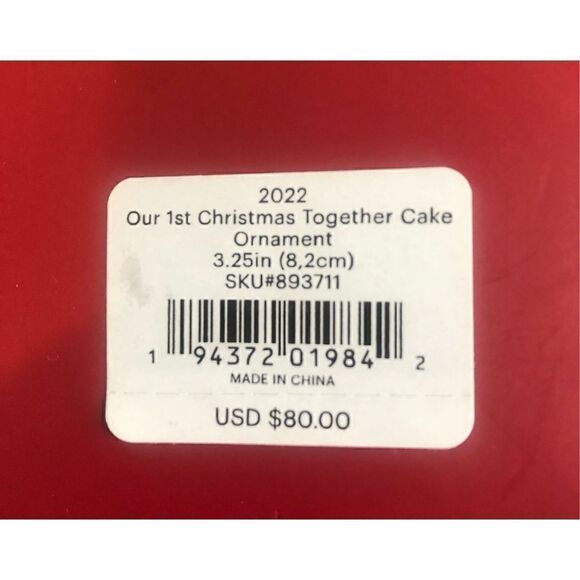 2022
Our 1st Christmas Together Cake
Ornament
3.25in (8,2cm)
SKU#893711
1 94372 01984 2
MADE IN CHINA
USD $80.00